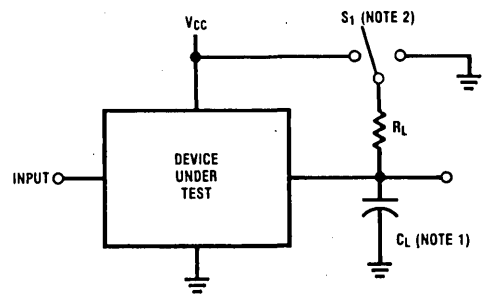 VCC
S1 (NOTE 2)
RL
DEVICE
UNDER
TEST
INPUT
CL (NOTE 1)